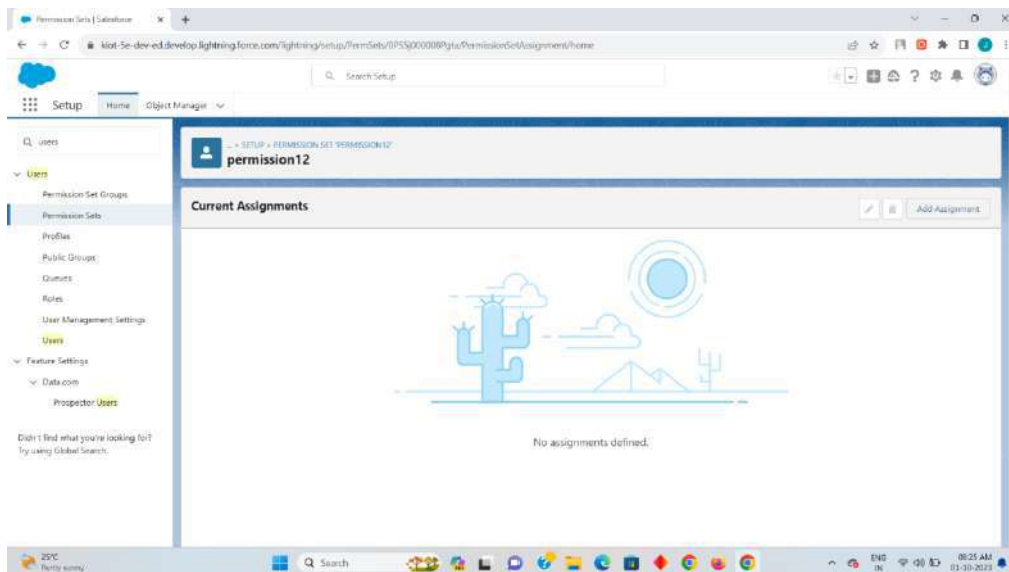 Permission Sets | Salesforce
kiot-5e-dev-ed.develop.lightning.force.com/lightning/setup/PermSets/
Search Setup
Setup
Home
Object Manager
users
Users
Permission Set Groups
Permission Sets
Profiles
Public Groups
Queues
Roles
User Management Settings
Users
Feature Settings
Data.com
Prospector Users
Didn't find what you're looking for?
Try using Global Search.
SETUP > PERMISSION SET 'PERMISSION12'
permission12
Current Assignments
Add Assignment
No assignments defined.
25°C
Partly sunny
Search
ENG
IN
08:25 AM
01-10-2023